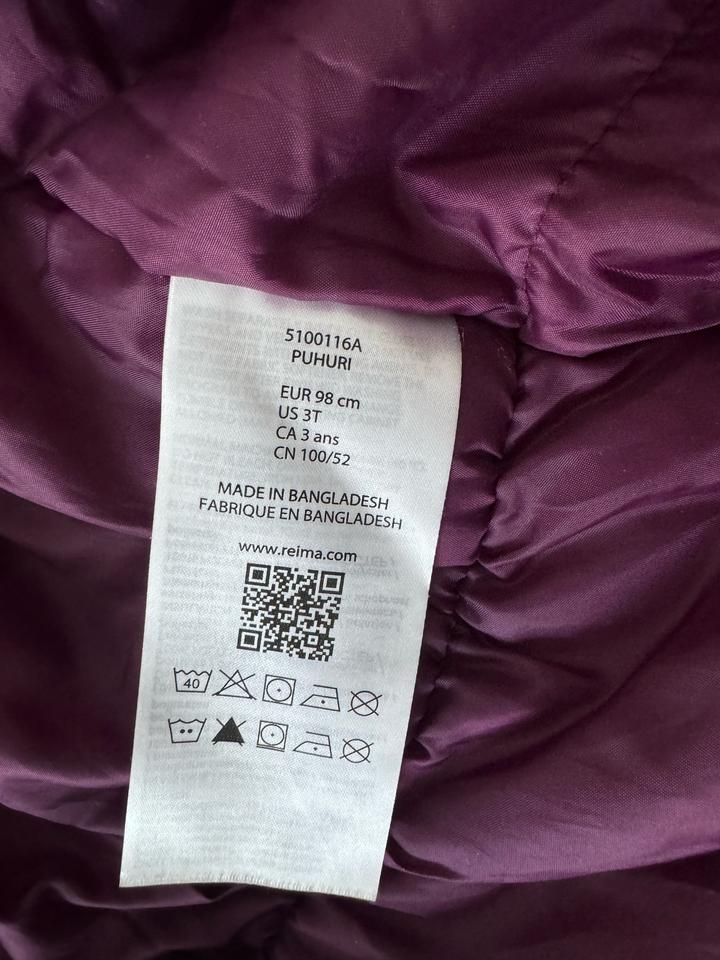 5100116A
PUHURI
EUR 98 cm
US 3T
CA 3 ans
CN 100/52
MADE IN BANGLADESH
FABRIQUE EN BANGLADESH
www.reima.com
40